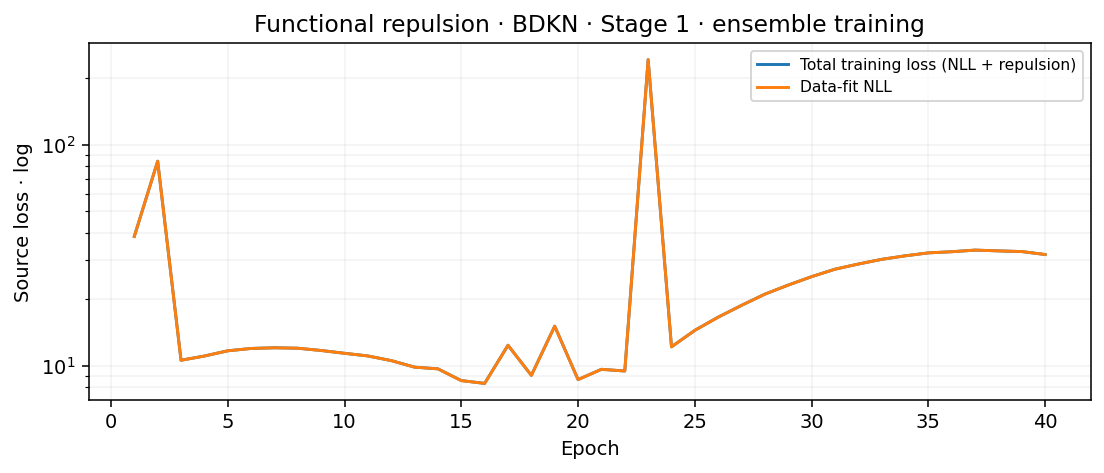 Functional repulsion · BDKN · Stage 1 · ensemble training
Total training loss (NLL + repulsion)
Data-fit NLL
Source loss · log
10²
10¹
0 5 10 15 20 25 30 35 40
Epoch